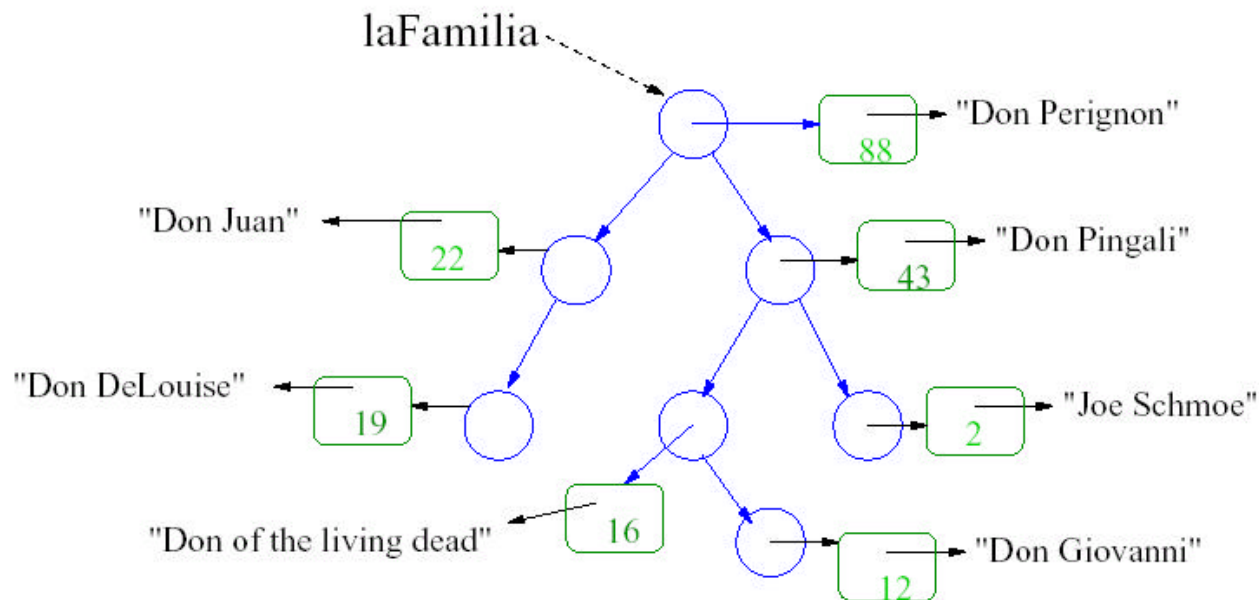 laFamilia
"Don Perignon"
88
"Don Juan"
22
"Don Pingali"
43
"Don DeLouise"
19
"Joe Schmoe"
2
"Don of the living dead"
16
"Don Giovanni"
12